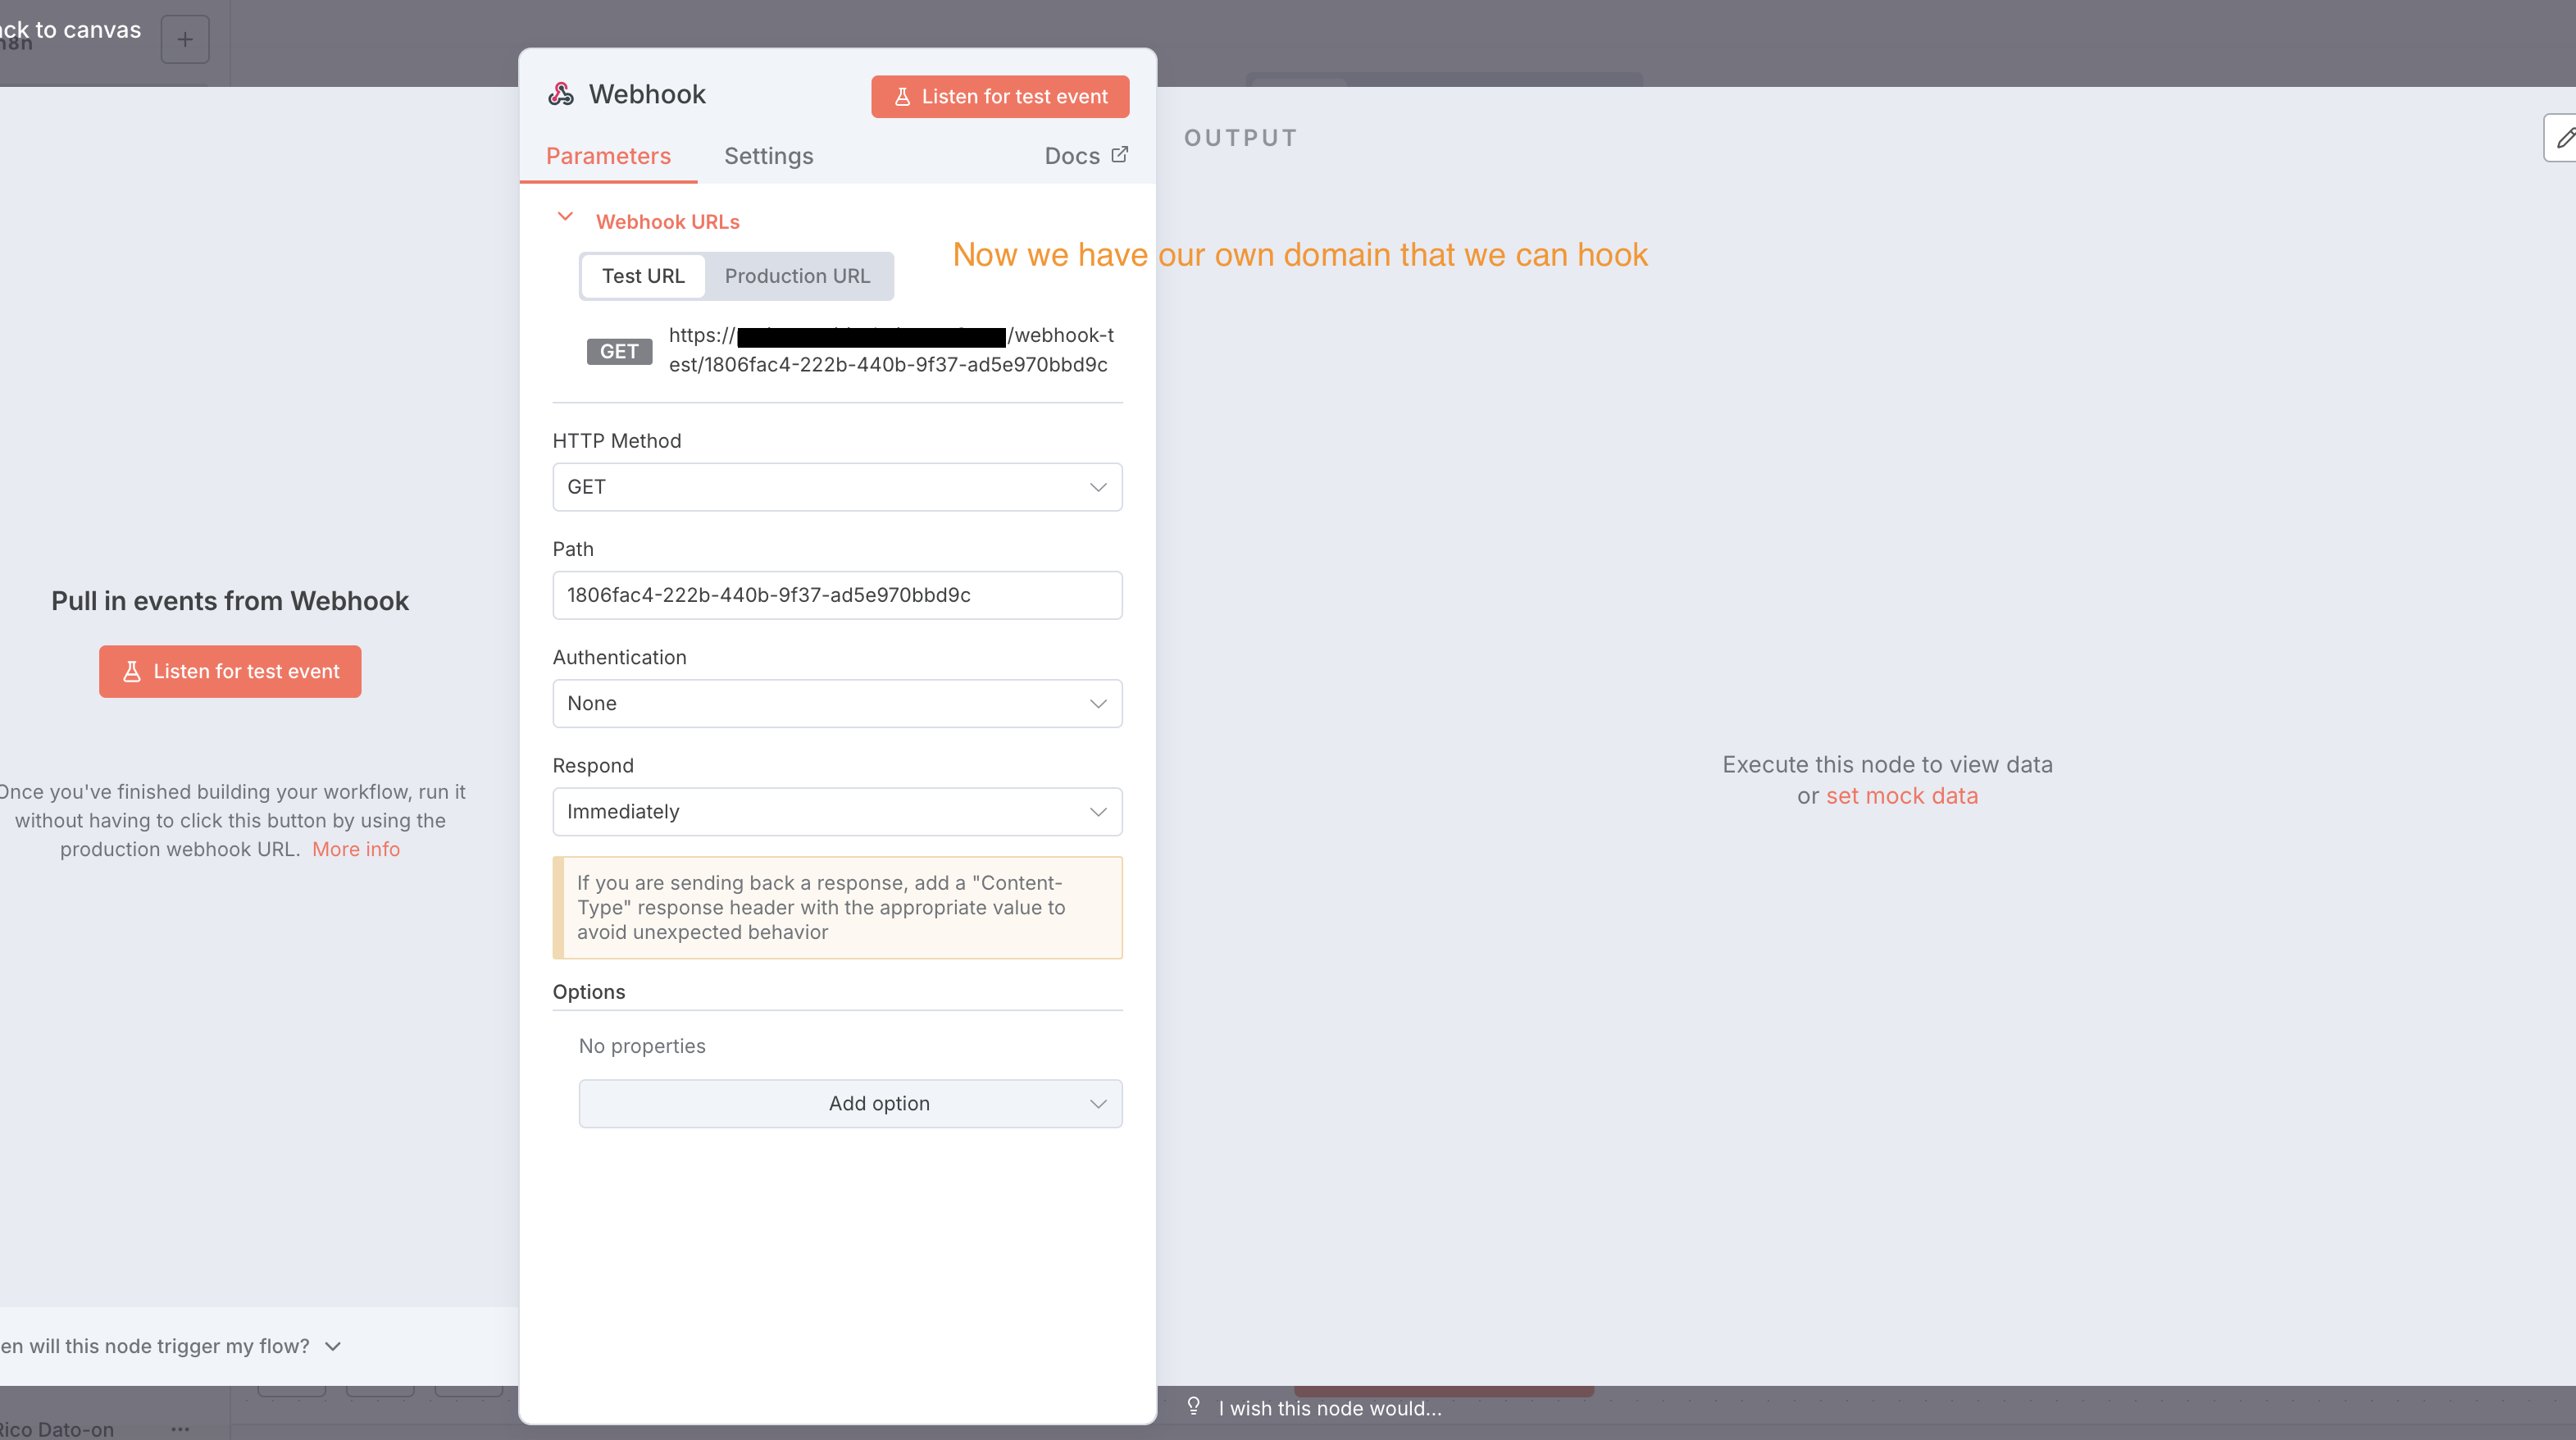 ack to canvas
n8n
Webhook
Listen for test event
Parameters
Settings
Docs
OUTPUT
Webhook URLs
Now we have our own domain that we can hook
Test URL
Production URL
GET
https:// /webhook-t
est/1806fac4-222b-440b-9f37-ad5e970bbd9c
HTTP Method
GET
Path
1806fac4-222b-440b-9f37-ad5e970bbd9c
Authentication
None
Respond
Immediately
If you are sending back a response, add a "Content-
Type" response header with the appropriate value to
avoid unexpected behavior
Options
No properties
Add option
Pull in events from Webhook
Listen for test event
Once you've finished building your workflow, run it
without having to click this button by using the
production webhook URL. More info
en will this node trigger my flow?
Execute this node to view data
or set mock data
I wish this node would...
Rico Dato-on